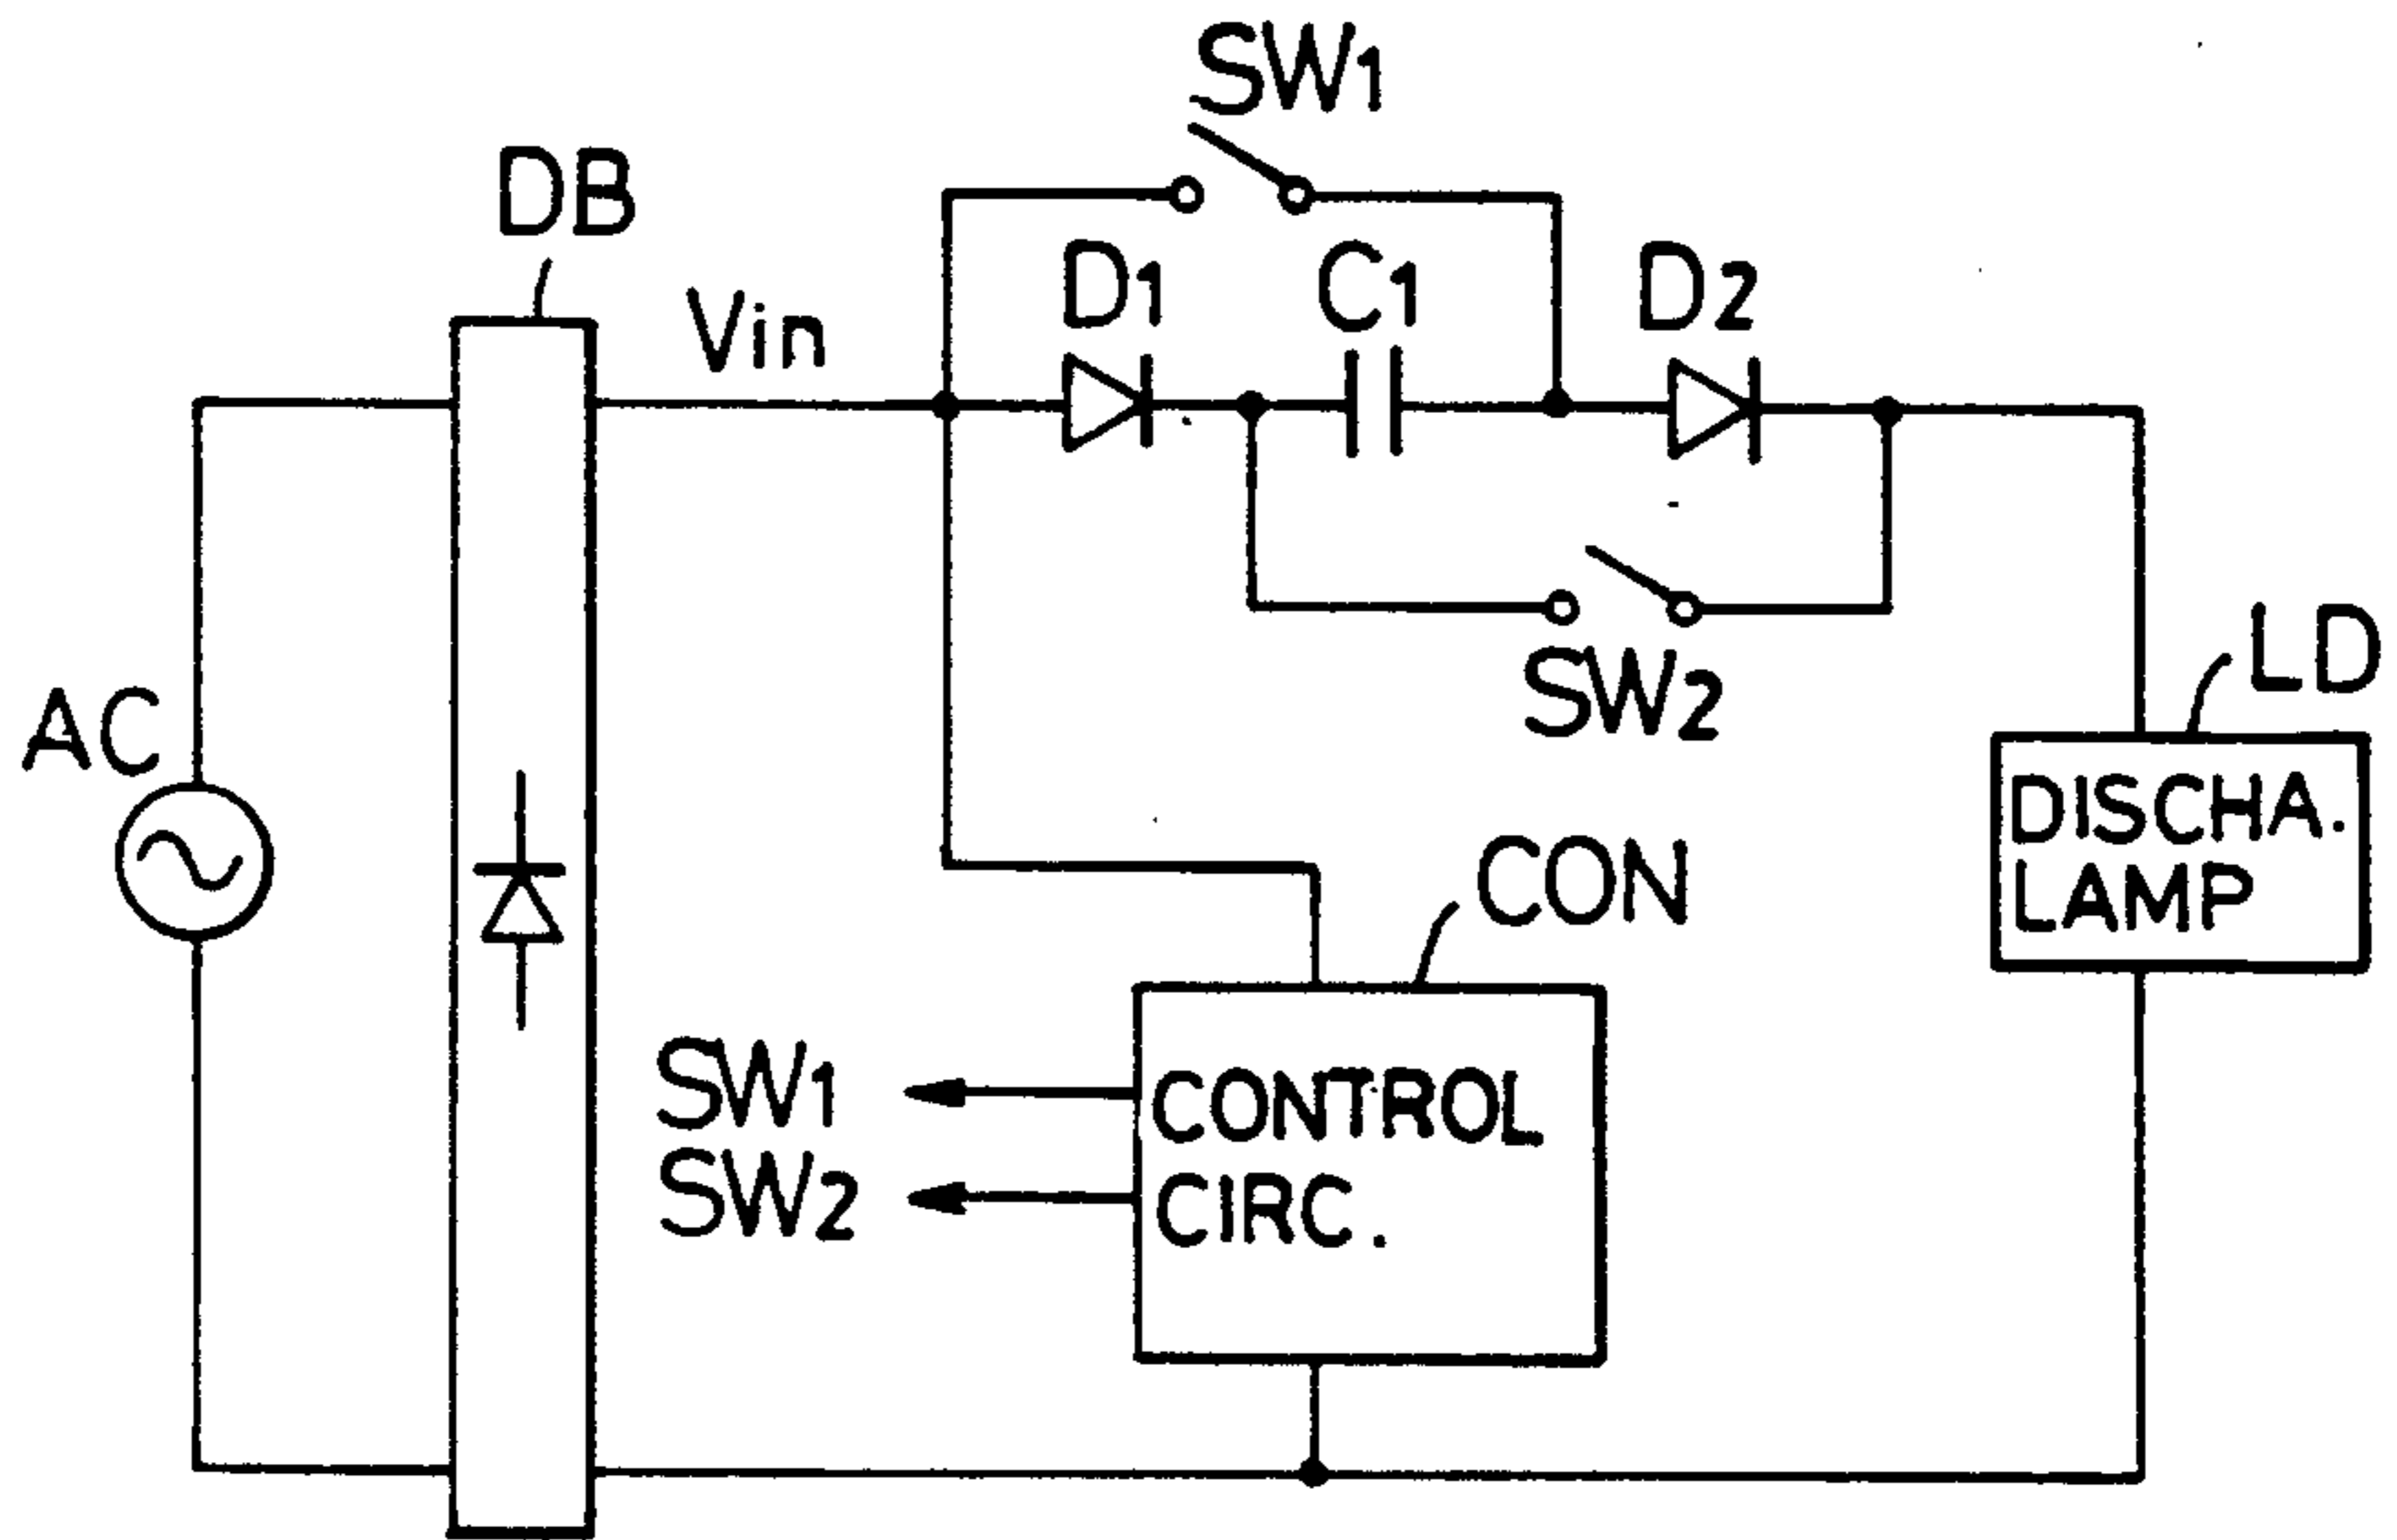 SW1
DB
D1
C1
D2
Vin
SW2
LD
AC
DISCHA.
LAMP
CON
SW1
CONTROL
SW2
CIRC.